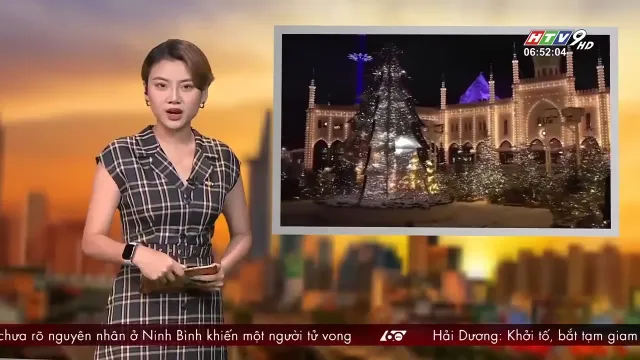 HTV9 HD
06:52:04
chưa rõ nguyên nhân ở Ninh Bình khiến một người tử vong
60
Hải Dương: Khởi tố, bắt tạm giam